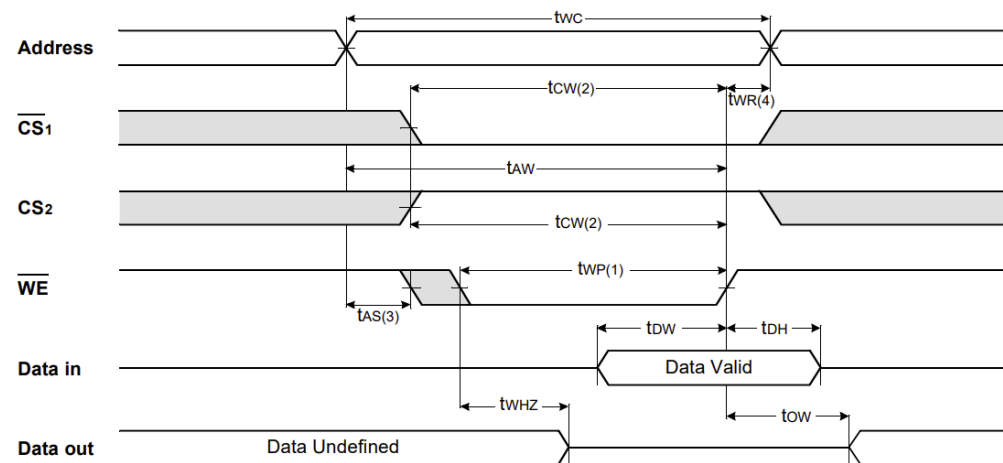 tWC
Address
tCW(2)
tWR(4)
CS1
tAW
CS2
tCW(2)
tWP(1)
WE
tAS(3)
tDW
tDH
Data in
Data Valid
tWHZ
tOW
Data out
Data Undefined